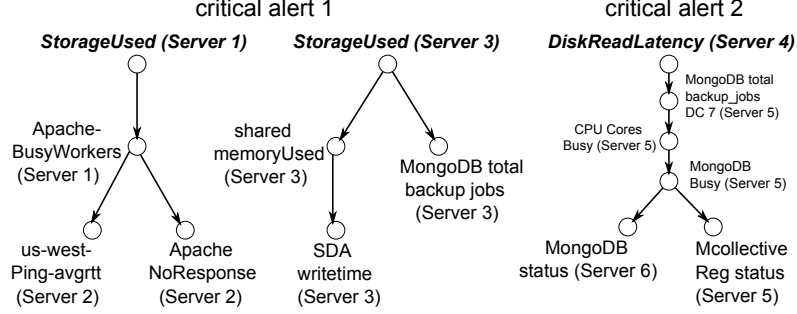 critical alert 1
critical alert 2
StorageUsed (Server 1)
StorageUsed (Server 3)
DiskReadLatency (Server 4)
Apache-
BusyWorkers
(Server 1)
us-west-
Ping-avgrtt
(Server 2)
Apache
NoResponse
(Server 2)
shared
memoryUsed
(Server 3)
MongoDB total
backup jobs
(Server 3)
SDA
writetime
(Server 3)
MongoDB total
backup_jobs
DC 7 (Server 5)
CPU Cores
Busy (Server 5)
MongoDB
Busy (Server 5)
MongoDB
status (Server 6)
Mcollective
Reg status
(Server 5)